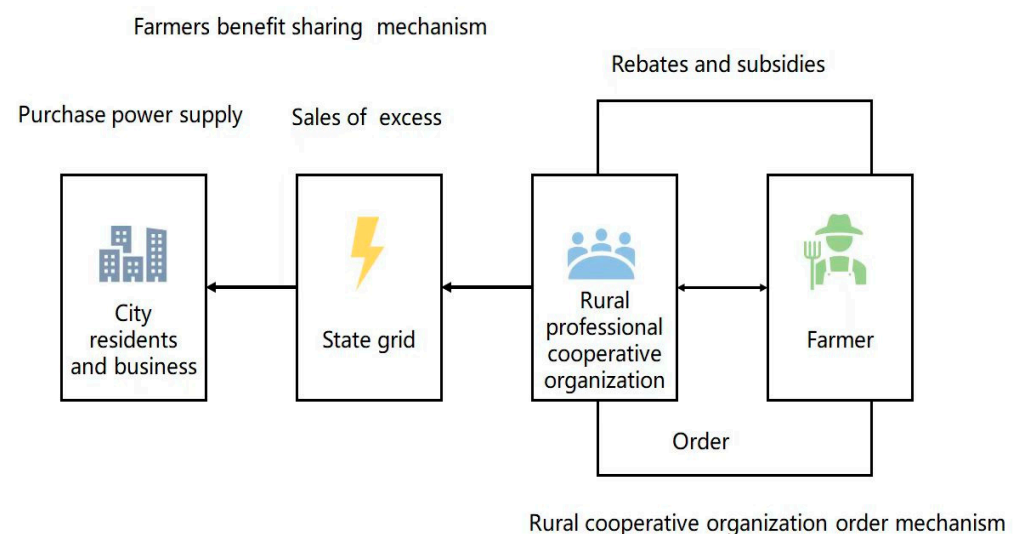 Farmers benefit sharing mechanism
Rebates and subsidies
Purchase power supply
Sales of excess
City
residents
and business
State grid
Rural
professional
cooperative
organization
Farmer
Order
Rural cooperative organization order mechanism